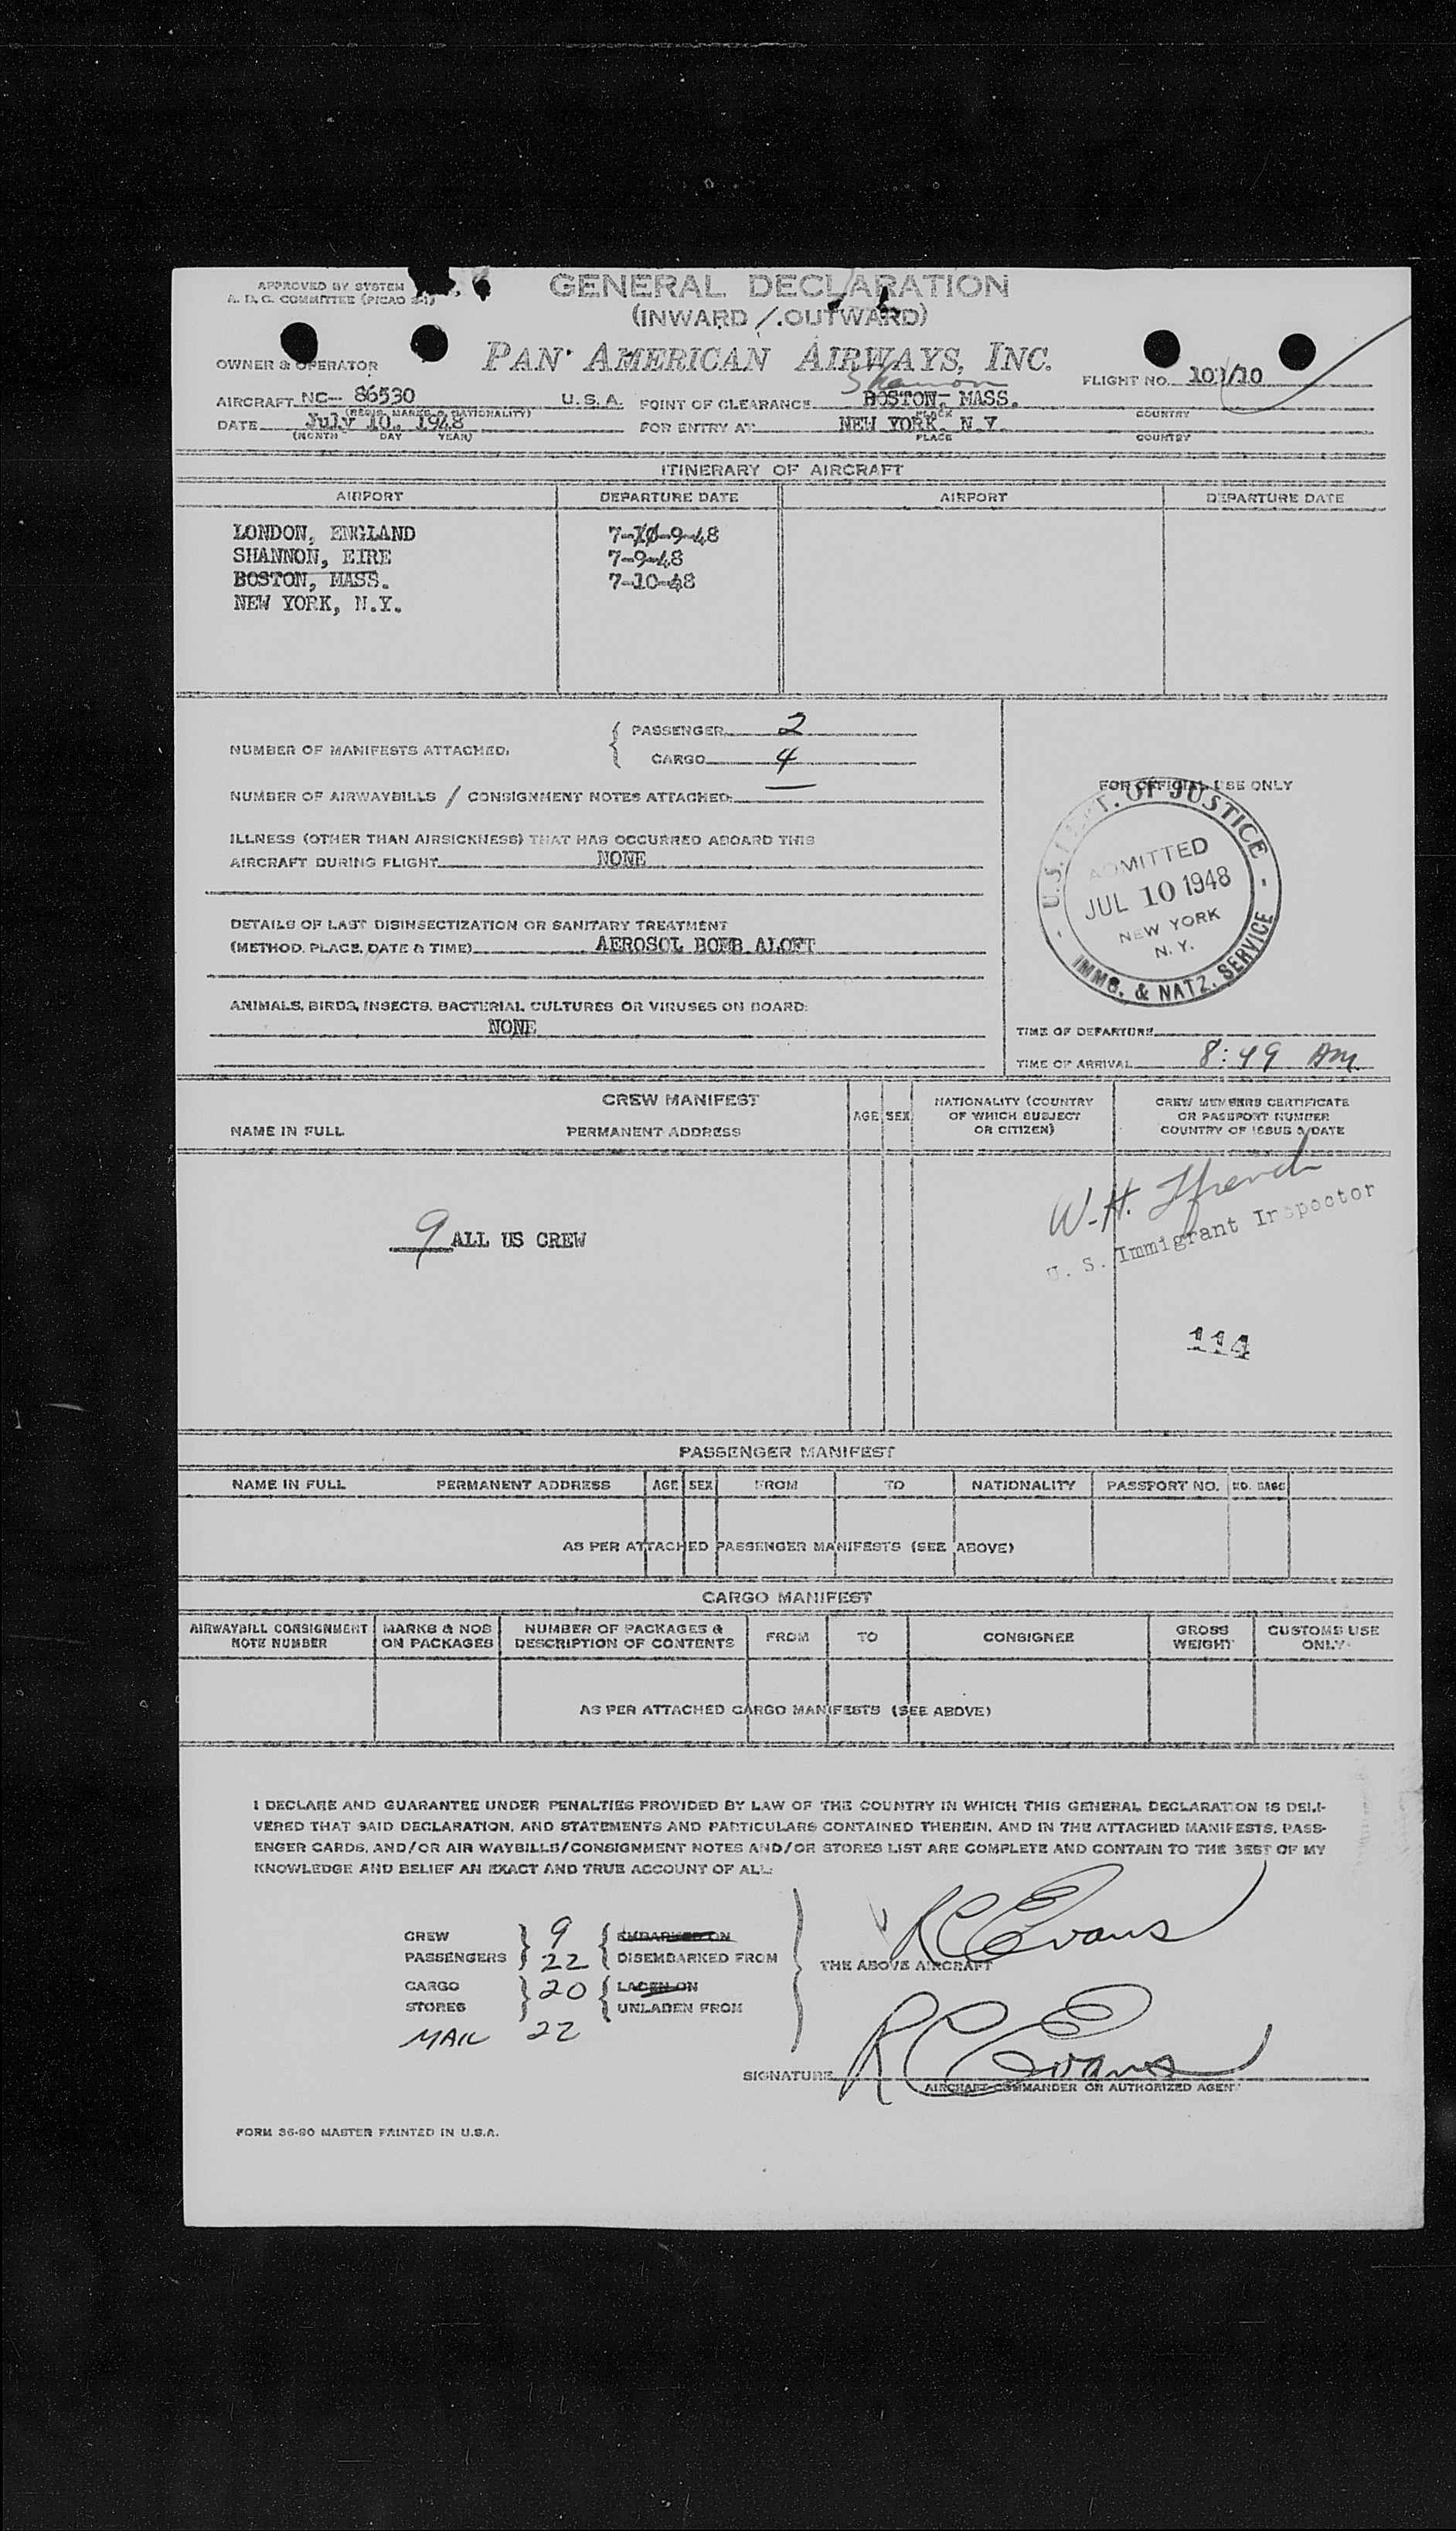 APPROVED BY SYSTEM
A. D. C. COMMITTEE (PICAO 2-1)
GENERAL DECLARATION
(INWARD / OUTWARD)
OWNER & OPERATOR
PAN AMERICAN AIRWAYS, INC.
FLIGHT NO. 101/10
Shannon
AIRCRAFT NC- 86530 U.S.A. POINT OF CLEARANCE BOSTON, MASS.
(REGIS. MARKS & NATIONALITY) PLACE COUNTRY
DATE July 10, 1948 FOR ENTRY AT NEW YORK, N.Y.
(MONTH DAY YEAR) PLACE COUNTRY
ITINERARY OF AIRCRAFT
AIRPORT DEPARTURE DATE AIRPORT DEPARTURE DATE
LONDON, ENGLAND 7-10-9-48
SHANNON, EIRE 7-9-48
BOSTON, MASS. 7-10-48
NEW YORK, N.Y.
NUMBER OF MANIFESTS ATTACHED: PASSENGER 2
CARGO 4
NUMBER OF AIRWAYBILLS / CONSIGNMENT NOTES ATTACHED: —
ILLNESS (OTHER THAN AIRSICKNESS) THAT HAS OCCURRED ABOARD THIS
AIRCRAFT DURING FLIGHT NONE
DETAILS OF LAST DISINSECTIZATION OR SANITARY TREATMENT
(METHOD, PLACE, DATE & TIME) AEROSOL BOMB ALOFT
ANIMALS, BIRDS, INSECTS, BACTERIAL CULTURES OR VIRUSES ON BOARD:
NONE
FOR OFFICIAL USE ONLY
U.S. DEPT. OF JUSTICE
ADMITTED
JUL 10 1948
NEW YORK
N. Y.
IMMG. & NATZ. SERVICE
TIME OF DEPARTURE
TIME OF ARRIVAL 8:49 AM
CREW MANIFEST
NAME IN FULL PERMANENT ADDRESS AGE SEX
NATIONALITY (COUNTRY
OF WHICH SUBJECT
OR CITIZEN)
CREW MEMBERS CERTIFICATE
OR PASSPORT NUMBER
COUNTRY OF ISSUE & DATE
9 ALL US CREW
W.H.
U. S. Immigrant Inspector
114
PASSENGER MANIFEST
NAME IN FULL PERMANENT ADDRESS AGE SEX FROM TO NATIONALITY PASSPORT NO. NO. BAGS
AS PER ATTACHED PASSENGER MANIFESTS (SEE ABOVE)
CARGO MANIFEST
AIRWAYBILL CONSIGNMENT
NOTE NUMBER
MARKS & NOS
ON PACKAGES
NUMBER OF PACKAGES &
DESCRIPTION OF CONTENTS
FROM TO CONSIGNEE
GROSS
WEIGHT
CUSTOMS USE
ONLY
AS PER ATTACHED CARGO MANIFESTS (SEE ABOVE)
I DECLARE AND GUARANTEE UNDER PENALTIES PROVIDED BY LAW OF THE COUNTRY IN WHICH THIS GENERAL DECLARATION IS DELI-
VERED THAT SAID DECLARATION, AND STATEMENTS AND PARTICULARS CONTAINED THEREIN, AND IN THE ATTACHED MANIFESTS, PASS-
ENGER CARDS, AND/OR AIR WAYBILLS/CONSIGNMENT NOTES AND/OR STORES LIST ARE COMPLETE AND CONTAIN TO THE BEST OF MY
KNOWLEDGE AND BELIEF AN EXACT AND TRUE ACCOUNT OF ALL:
CREW 9 EMBARKED ON
PASSENGERS 22 DISEMBARKED FROM
CARGO 20 LADEN ON
STORES UNLADEN FROM
MAIL 22
RC Evans
THE ABOVE AIRCRAFT
SIGNATURE RC Evans
AIRCRAFT COMMANDER OR AUTHORIZED AGENT
FORM 36-90 MASTER PRINTED IN U.S.A.